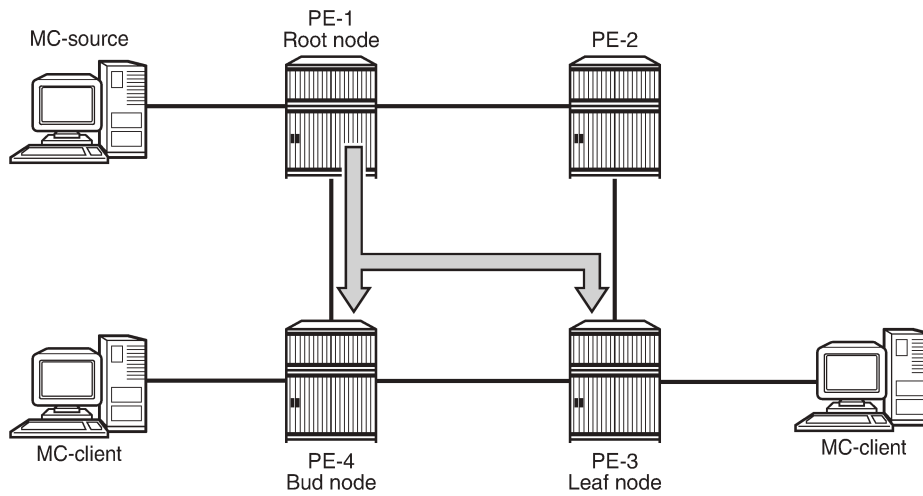 MC-source
PE-1
Root node
PE-2
MC-client
PE-4
Bud node
PE-3
Leaf node
MC-client